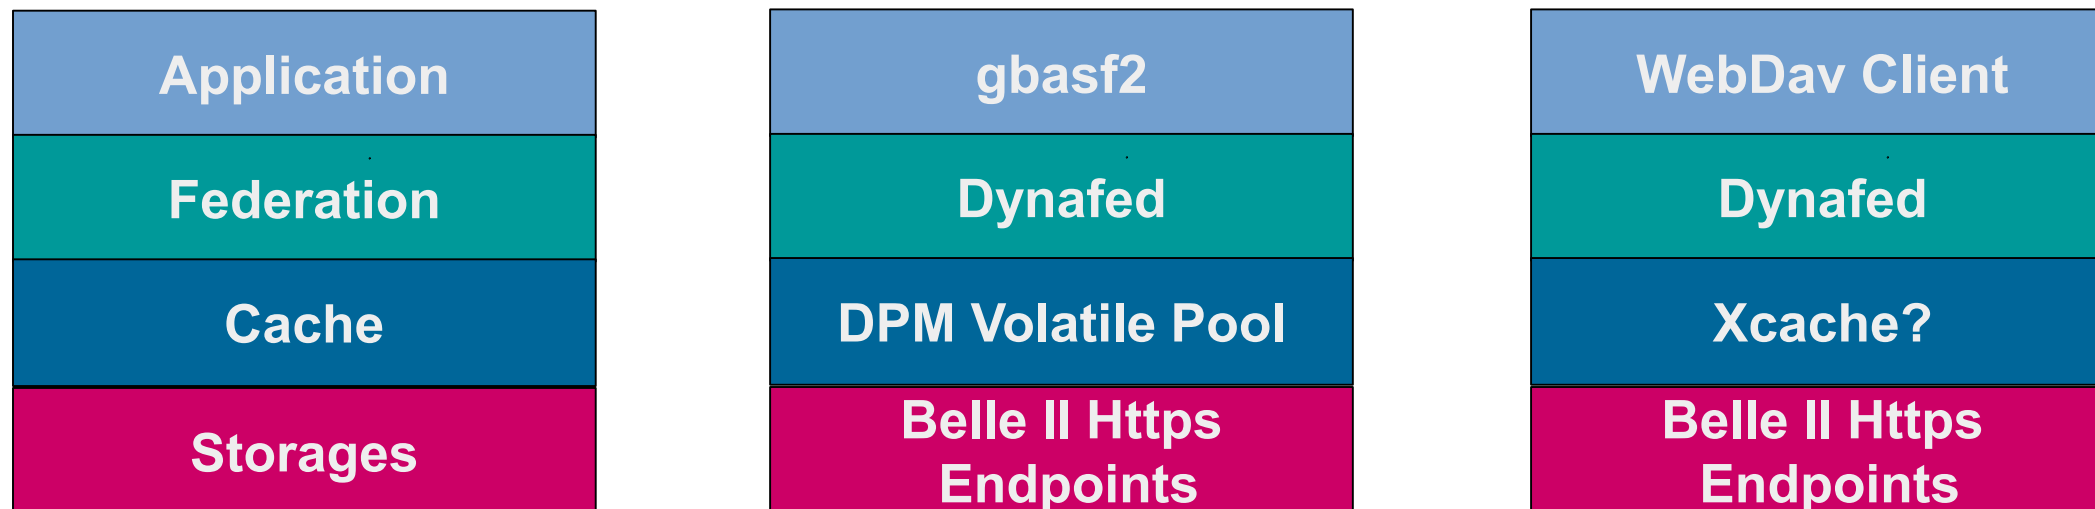 Application
Federation
Cache
Storages
gbasf2
Dynafed
DPM Volatile Pool
Belle II Https
Endpoints
WebDav Client
Dynafed
Xcache?
Belle II Https
Endpoints